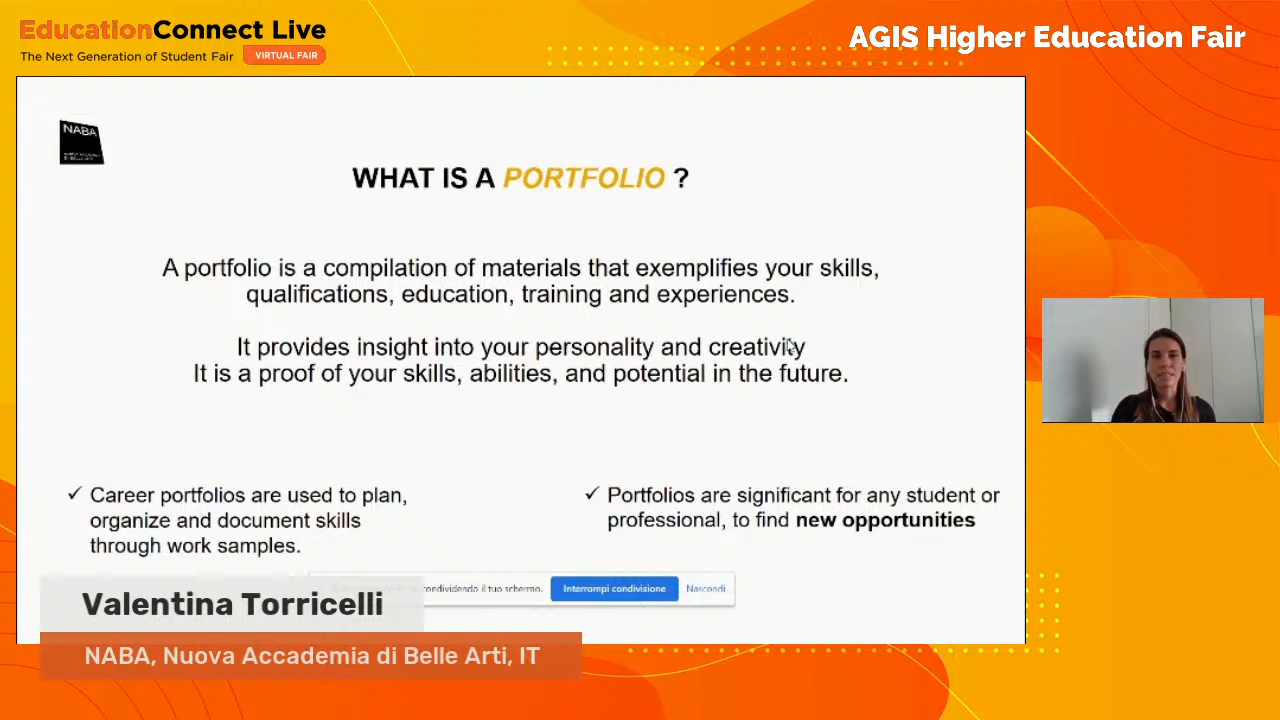 EducationConnect Live
The Next Generation of Student Fair
VIRTUAL FAIR
AGIS Higher Education Fair
NABA
WHAT IS A PORTFOLIO ?
A portfolio is a compilation of materials that exemplifies your skills,
qualifications, education, training and experiences.
It provides insight into your personality and creativity
It is a proof of your skills, abilities, and potential in the future.
✓ Career portfolios are used to plan,
organize and document skills
through work samples.
✓ Portfolios are significant for any student or
professional, to find new opportunities
condividendo il tuo schermo.
Interrompi condivisione
Nascondi
Valentina Torricelli
NABA, Nuova Accademia di Belle Arti, IT